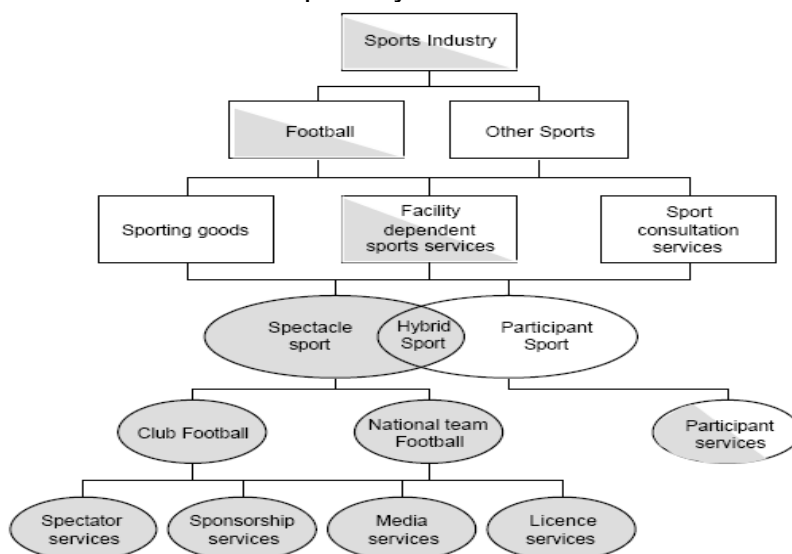 Sports Industry
Football
Other Sports
Sporting goods
Facility
dependent
sports services
Sport
consultation
services
Spectacle
sport
Hybrid
Sport
Participant
Sport
Club Football
National team
Football
Participant
services
Spectator
services
Sponsorship
services
Media
services
Licence
services